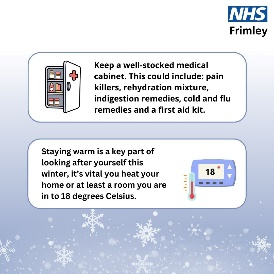 NHS
Frimley
Keep a well-stocked medical
cabinet. This could include: pain
killers, rehydration mixture,
indigestion remedies, cold and flu
remedies and a first aid kit.
Staying warm is a key part of
looking after yourself this
winter, it's vital you heat your
home or at least a room you are
in to 18 degrees Celsius.
18°